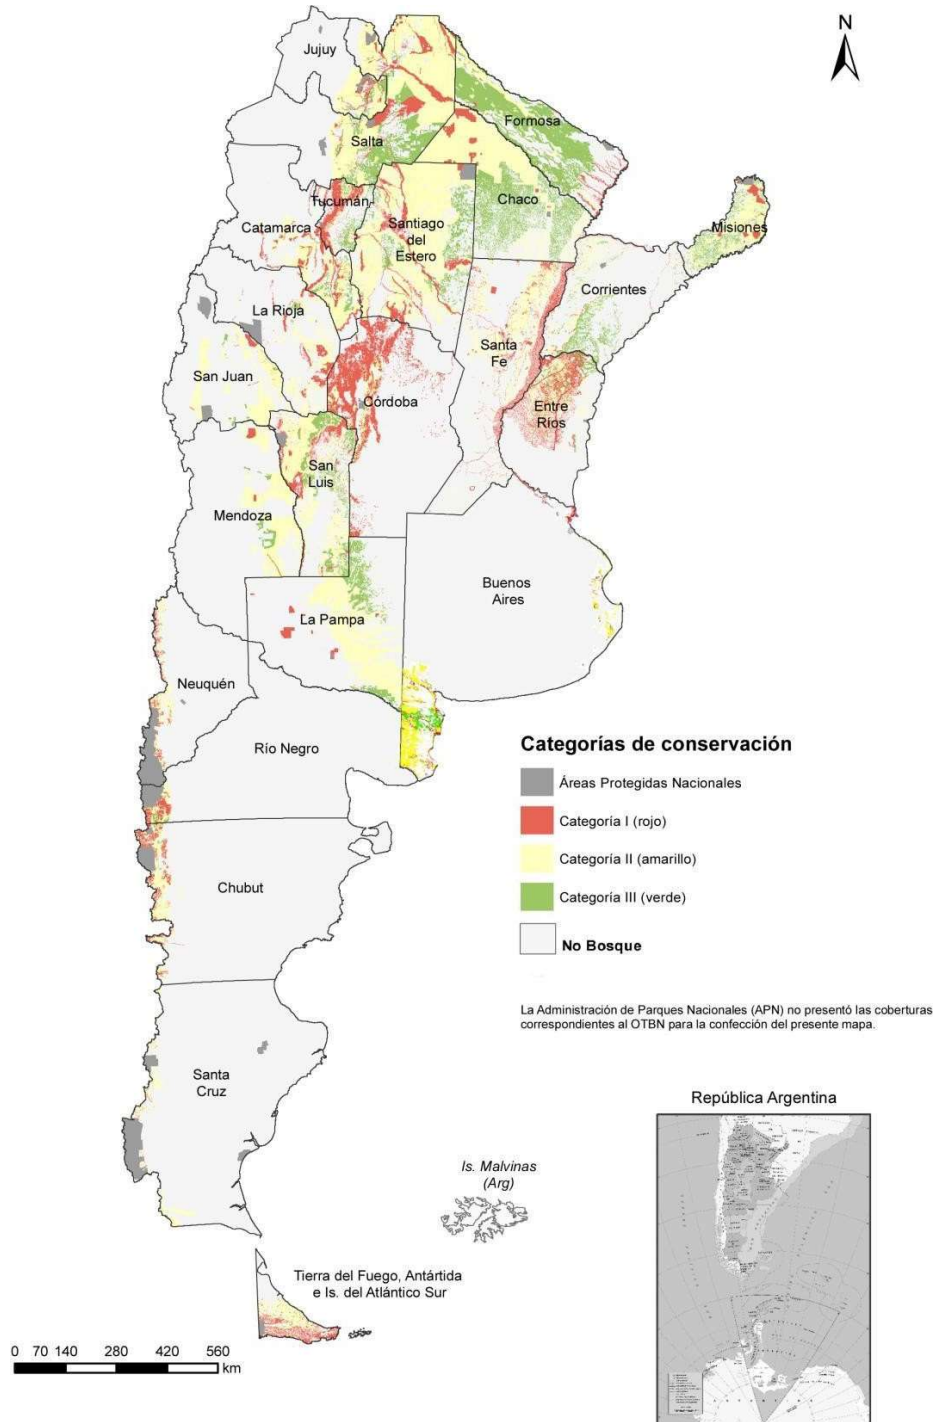 N
Jujuy
Formosa
Salta
Chaco
Tucumán
Misiones
Catamarca
Santiago
del
Estero
Corrientes
La Rioja
Santa
Fe
San Juan
Córdoba
Entre
Ríos
San
Luis
Mendoza
Buenos
Aires
La Pampa
Neuquén
Río Negro
Categorías de conservación
Áreas Protegidas Nacionales
Categoría I (rojo)
Categoría II (amarillo)
Categoría III (verde)
No Bosque
Chubut
La Administración de Parques Nacionales (APN) no presentó las coberturas
correspondientes al OTBN para la confección del presente mapa.
Santa
Cruz
República Argentina
Is. Malvinas
(Arg)
Tierra del Fuego, Antártida
e Is. del Atlántico Sur
0 70 140 280 420 560
km